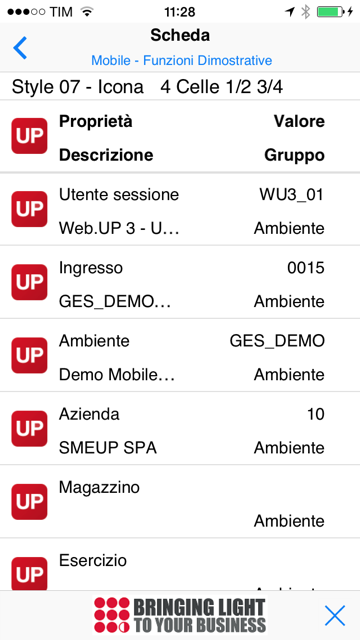 TIM 11:28
Scheda
Mobile - Funzioni Dimostrative
Style 07 - Icona 4 Celle 1/2 3/4
UP Proprietà Valore
Descrizione Gruppo
UP Utente sessione WU3_01
Web.UP 3 - U... Ambiente
UP Ingresso 0015
GES_DEMO... Ambiente
UP Ambiente GES_DEMO
Demo Mobile... Ambiente
UP Azienda 10
SMEUP SPA Ambiente
UP Magazzino
Ambiente
UP Esercizio
BRINGING LIGHT
TO YOUR BUSINESS